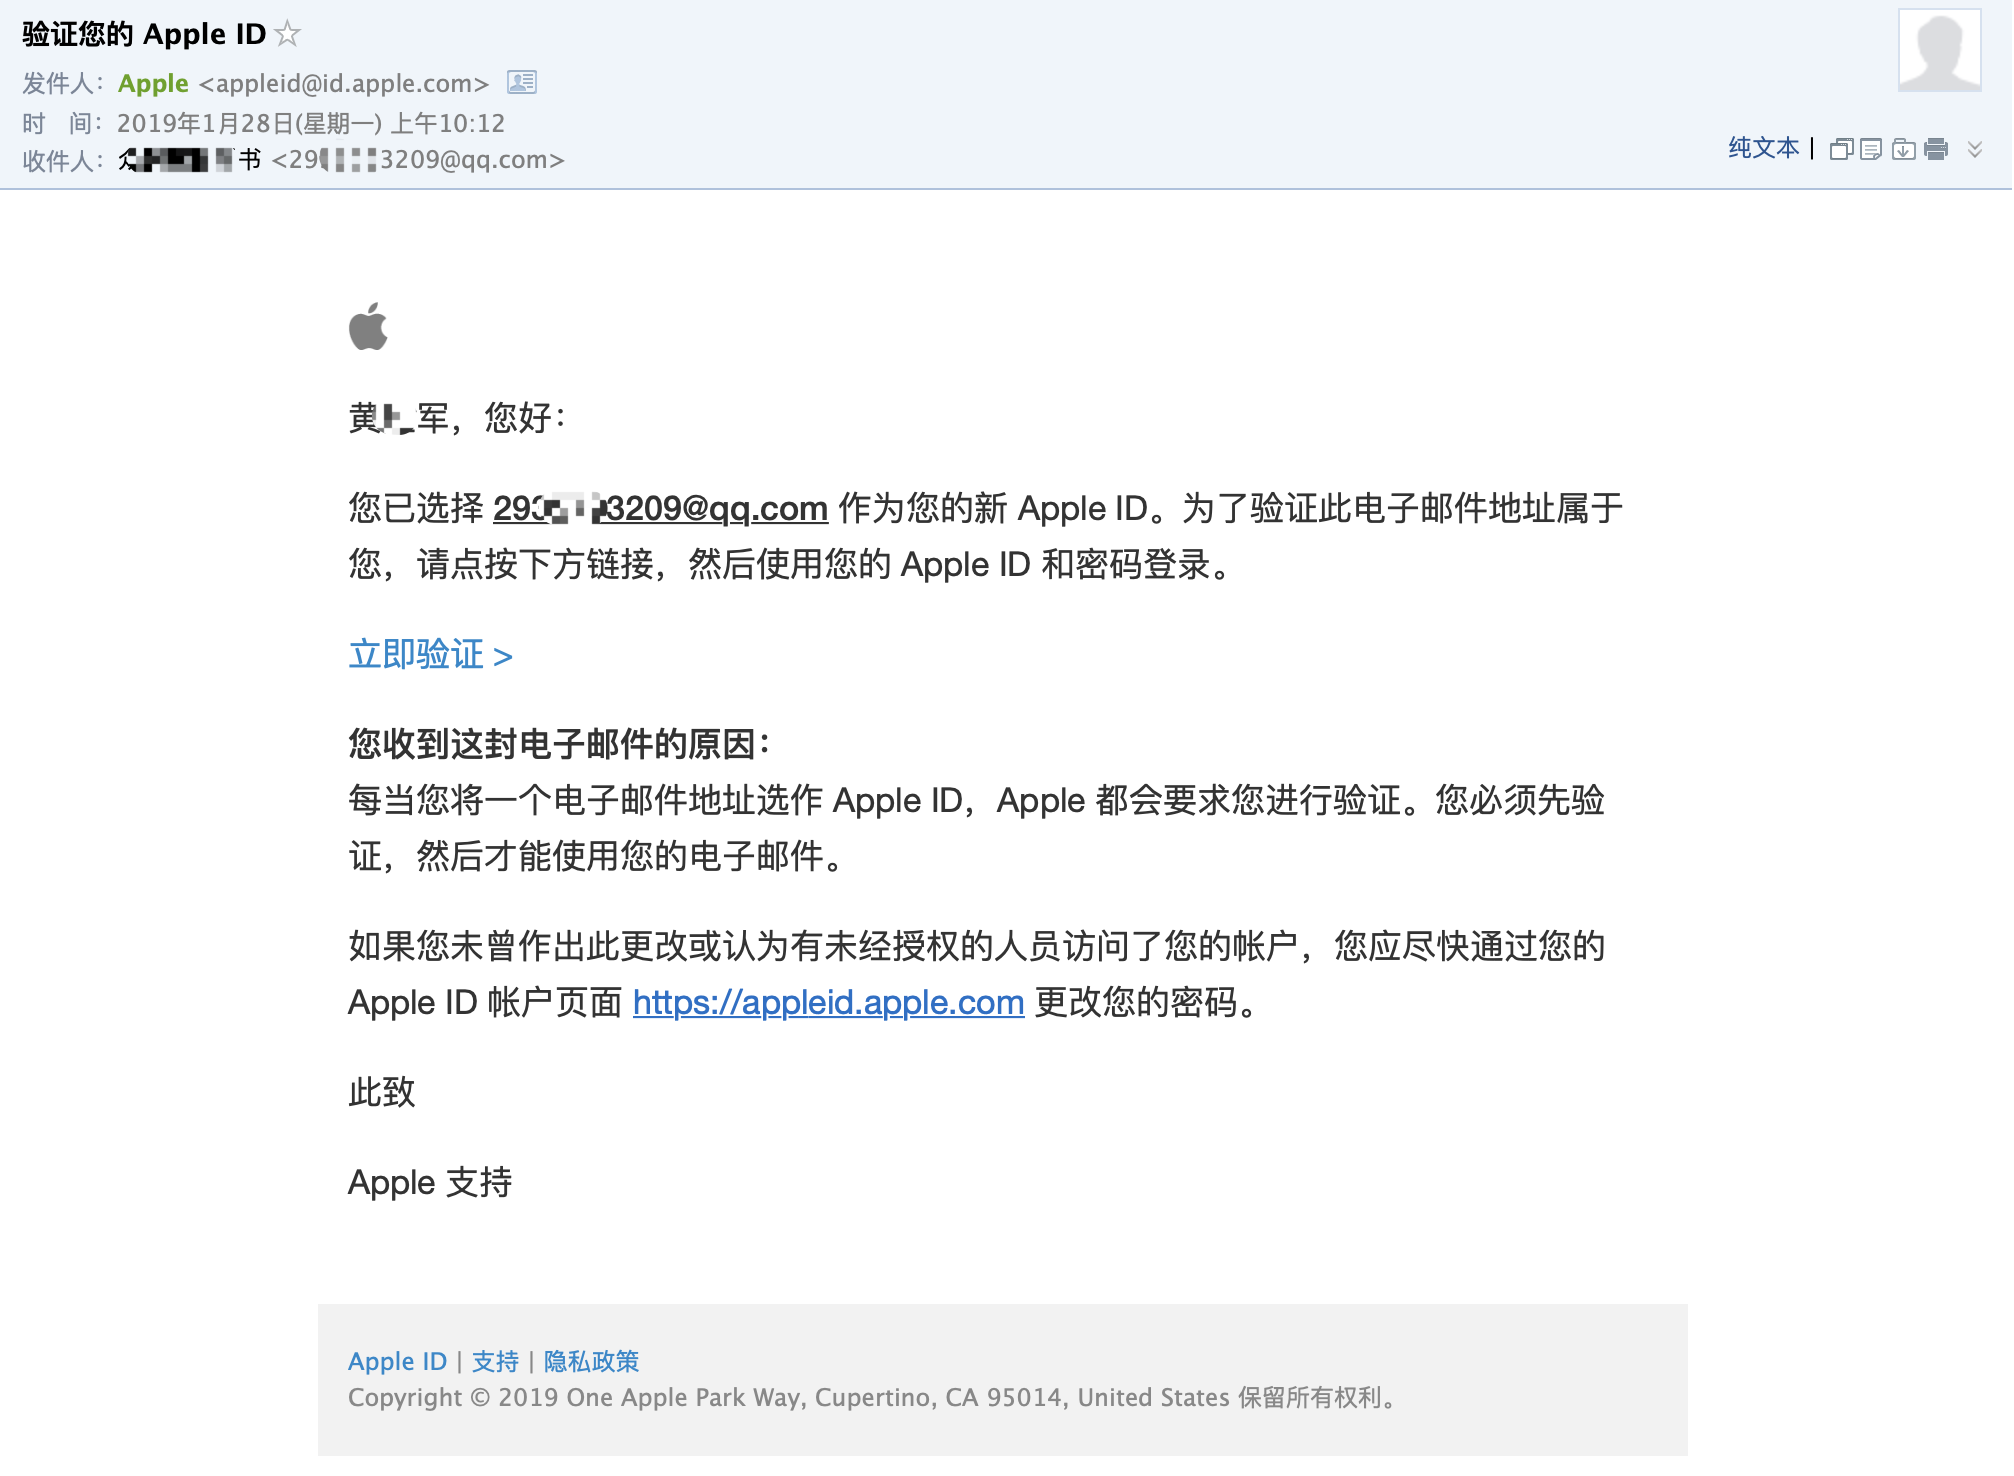 验证您的 Apple ID
发件人：Apple <appleid@id.apple.com>
时 间：2019年1月28日(星期一) 上午10:12
收件人：书 <293209@qq.com>
纯文本 |
黄军，您好：
您已选择 2933209@qq.com 作为您的新 Apple ID。为了验证此电子邮件地址属于
您，请点按下方链接，然后使用您的 Apple ID 和密码登录。
立即验证 >
您收到这封电子邮件的原因：
每当您将一个电子邮件地址选作 Apple ID，Apple 都会要求您进行验证。您必须先验
证，然后才能使用您的电子邮件。
如果您未曾作出此更改或认为有未经授权的人员访问了您的帐户，您应尽快通过您的
Apple ID 帐户页面 https://appleid.apple.com 更改您的密码。
此致
Apple 支持
Apple ID | 支持 | 隐私政策
Copyright © 2019 One Apple Park Way, Cupertino, CA 95014, United States 保留所有权利。